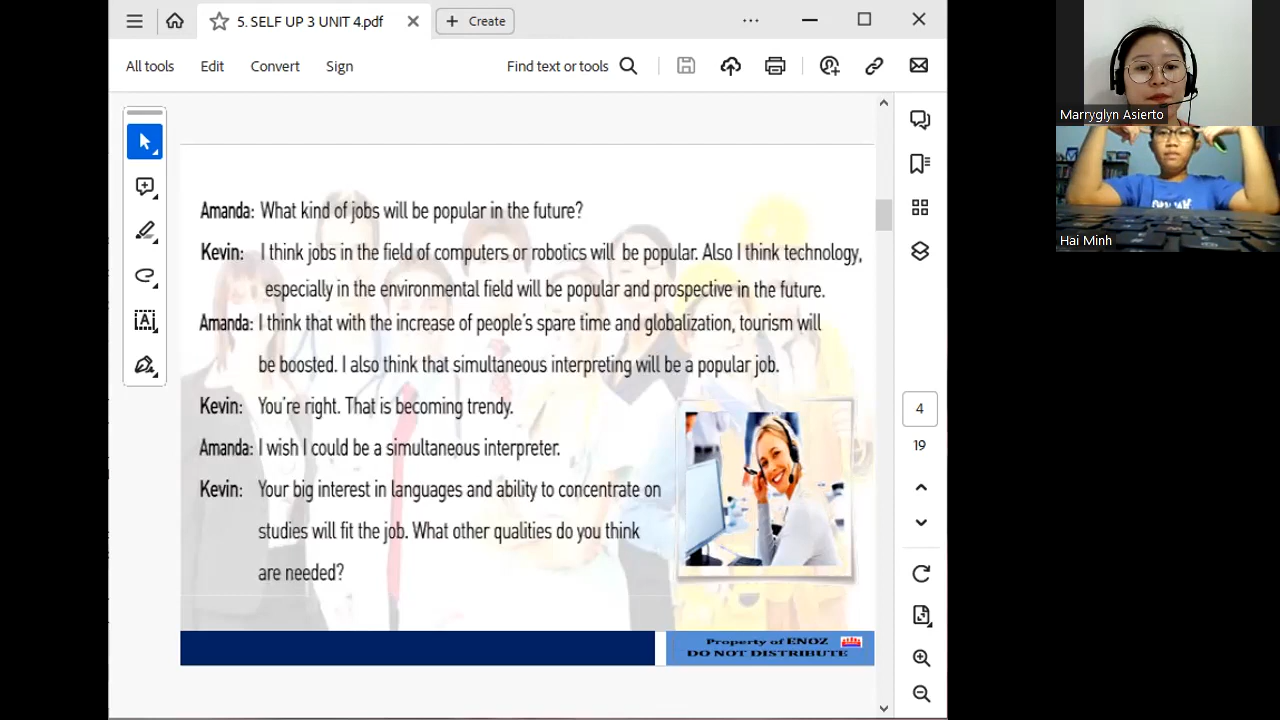 5. SELF UP 3 UNIT 4.pdf
Create
All tools
Edit
Convert
Sign
Find text or tools
Marryglyn Asierto
Hai Minh
Amanda: What kind of jobs will be popular in the future?
Kevin: I think jobs in the field of computers or robotics will be popular. Also I think technology,
especially in the environmental field will be popular and prospective in the future.
Amanda: I think that with the increase of people's spare time and globalization, tourism will
be boosted. I also think that simultaneous interpreting will be a popular job.
Kevin: You're right. That is becoming trendy.
Amanda: I wish I could be a simultaneous interpreter.
Kevin: Your big interest in languages and ability to concentrate on
studies will fit the job. What other qualities do you think
are needed?
4
19
Property of ENOZ
DO NOT DISTRIBUTE